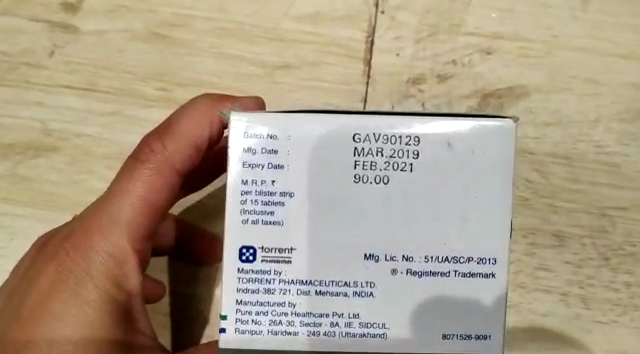 Batch No. : GAV90129
Mfg. Date : MAR.2019
Expiry Date : FEB.2021
M.R.P. ₹ 90.00
per blister strip
of 15 tablets
(Inclusive
of all taxes)
torrent
PHARMA
Mfg. Lic. No. : 51/UA/SC/P-2013
® - Registered Trademark
Marketed by :
TORRENT PHARMACEUTICALS LTD.
Indrad-382 721, Dist. Mehsana, INDIA.
Manufactured by :
Pure and Cure Healthcare Pvt. Ltd.
Plot No.: 26A-30, Sector - 8A, IIE, SIDCUL,
Ranipur, Haridwar - 249 403 (Uttarakhand)
8071526-9091